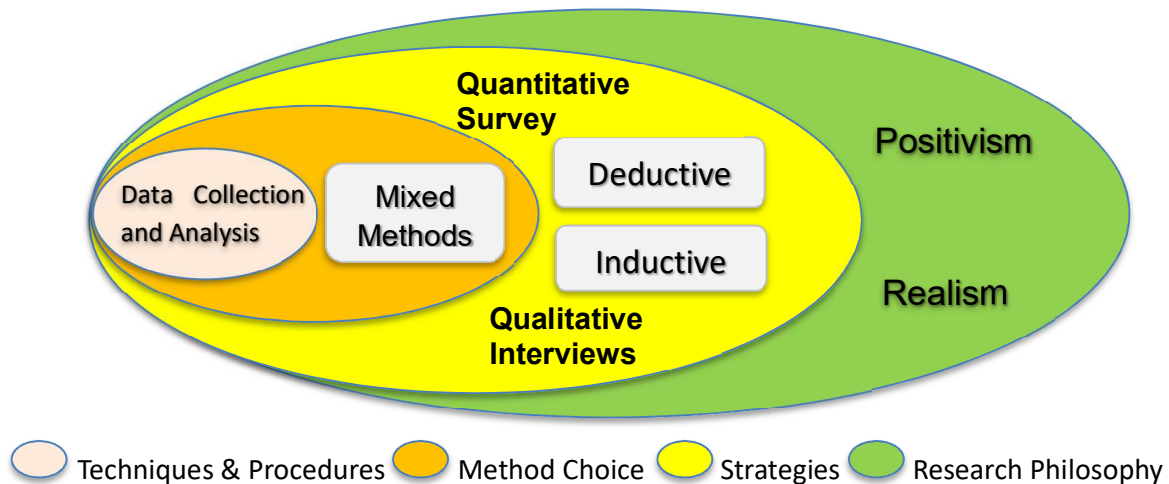 Quantitative
Survey
Positivism
Deductive
Data Collection
and Analysis
Mixed
Methods
Inductive
Realism
Qualitative
Interviews
Techniques & Procedures Method Choice Strategies Research Philosophy